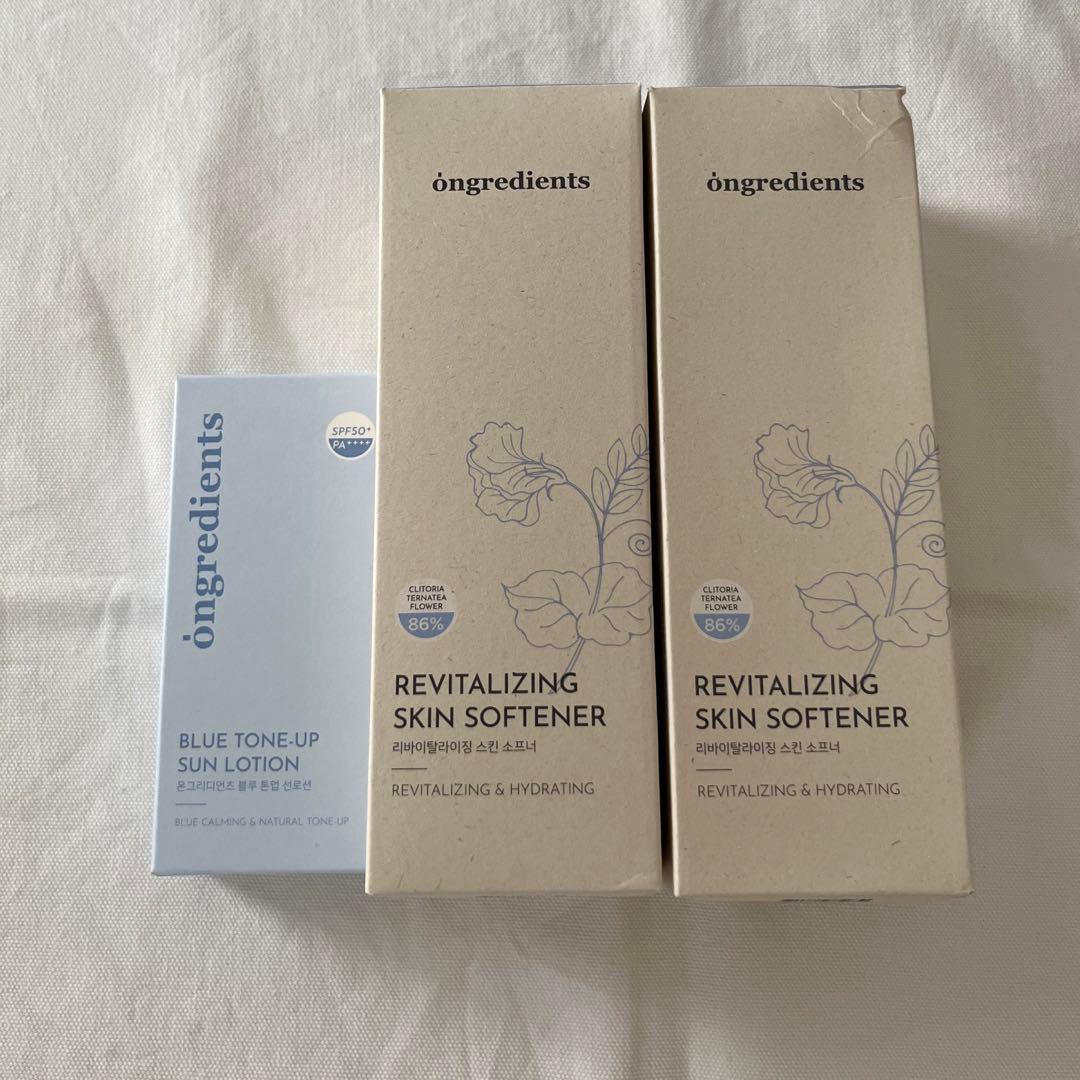 ongredients
SPF50+
PA++++
BLUE TONE-UP
SUN LOTION
온그리디언츠 블루 톤업 선로션
BLUE CALMING & NATURAL TONE-UP
ongredients
CLITORIA
TERNATEA
FLOWER
86%
REVITALIZING
SKIN SOFTENER
리바이탈라이징 스킨 소프너
REVITALIZING & HYDRATING
ongredients
CLITORIA
TERNATEA
FLOWER
86%
REVITALIZING
SKIN SOFTENER
리바이탈라이징 스킨 소프너
REVITALIZING & HYDRATING